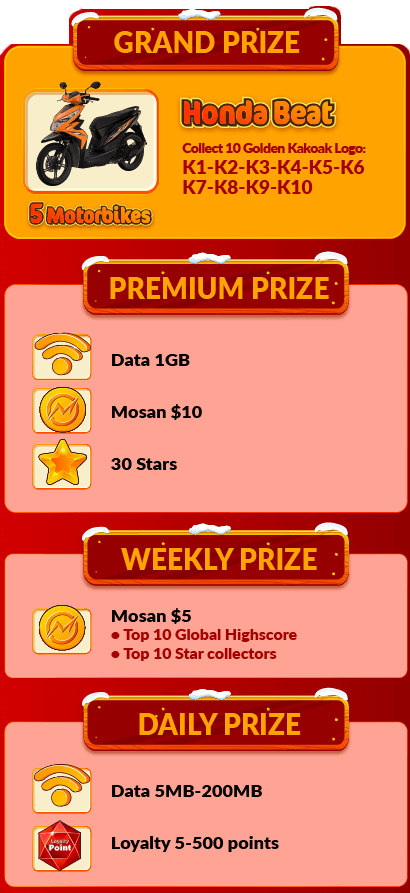 GRAND PRIZE
Honda Beat
Collect 10 Golden Kakoak Logo:
K1-K2-K3-K4-K5-K6
K7-K8-K9-K10
5 Motorbikes
PREMIUM PRIZE
Data 1GB
Mosan $10
30 Stars
WEEKLY PRIZE
Mosan $5
• Top 10 Global Highscore
• Top 10 Star collectors
DAILY PRIZE
Data 5MB-200MB
Loyalty
Point
Loyalty 5-500 points